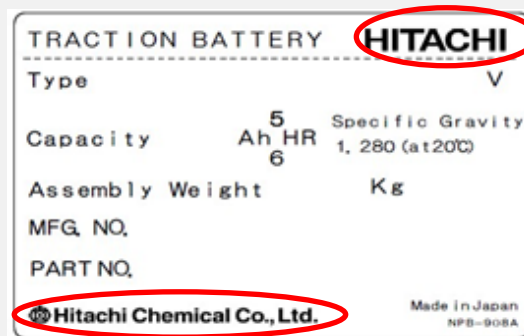 TRACTION BATTERY HITACHI
Type V
Capacity 5 Ah HR 6 Specific Gravity
1, 280 (at20℃)
Assembly Weight Kg
MFG. NO.
PART NO.
Hitachi Chemical Co., Ltd. Made in Japan
NPB-908A